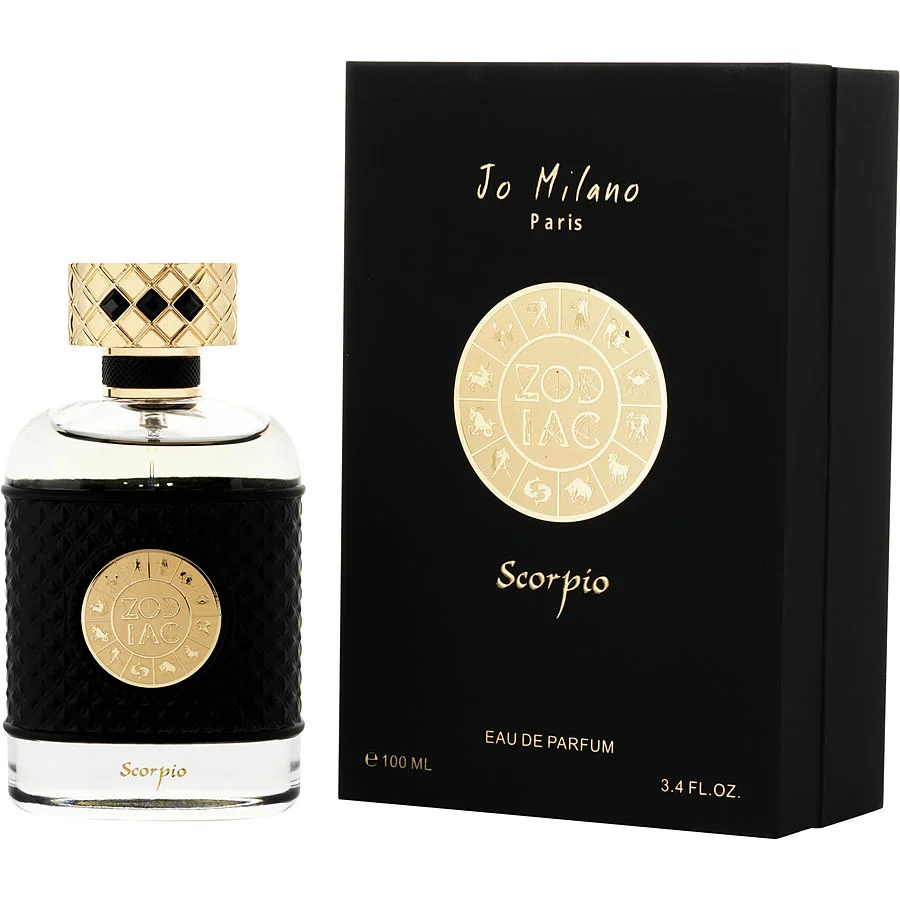 Jo Milano
Paris
ZOD
IAC
Scorpio
EAU DE PARFUM
℮ 100 ML
3.4 FL.OZ.
ZOD
IAC
Scorpio